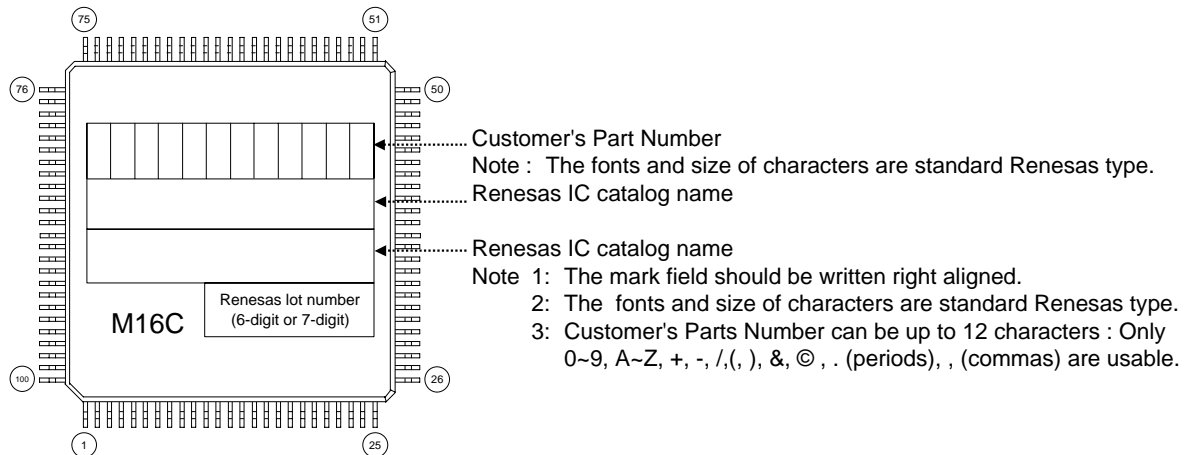 75
51
76
50
Customer's Part Number
Note : The fonts and size of characters are standard Renesas type.
Renesas IC catalog name
Renesas IC catalog name
Note 1: The mark field should be written right aligned.
2: The fonts and size of characters are standard Renesas type.
3: Customer's Parts Number can be up to 12 characters : Only
0~9, A~Z, +, -, /,(, ), &, © , . (periods), , (commas) are usable.
Renesas lot number
(6-digit or 7-digit)
M16C
100
26
1
25